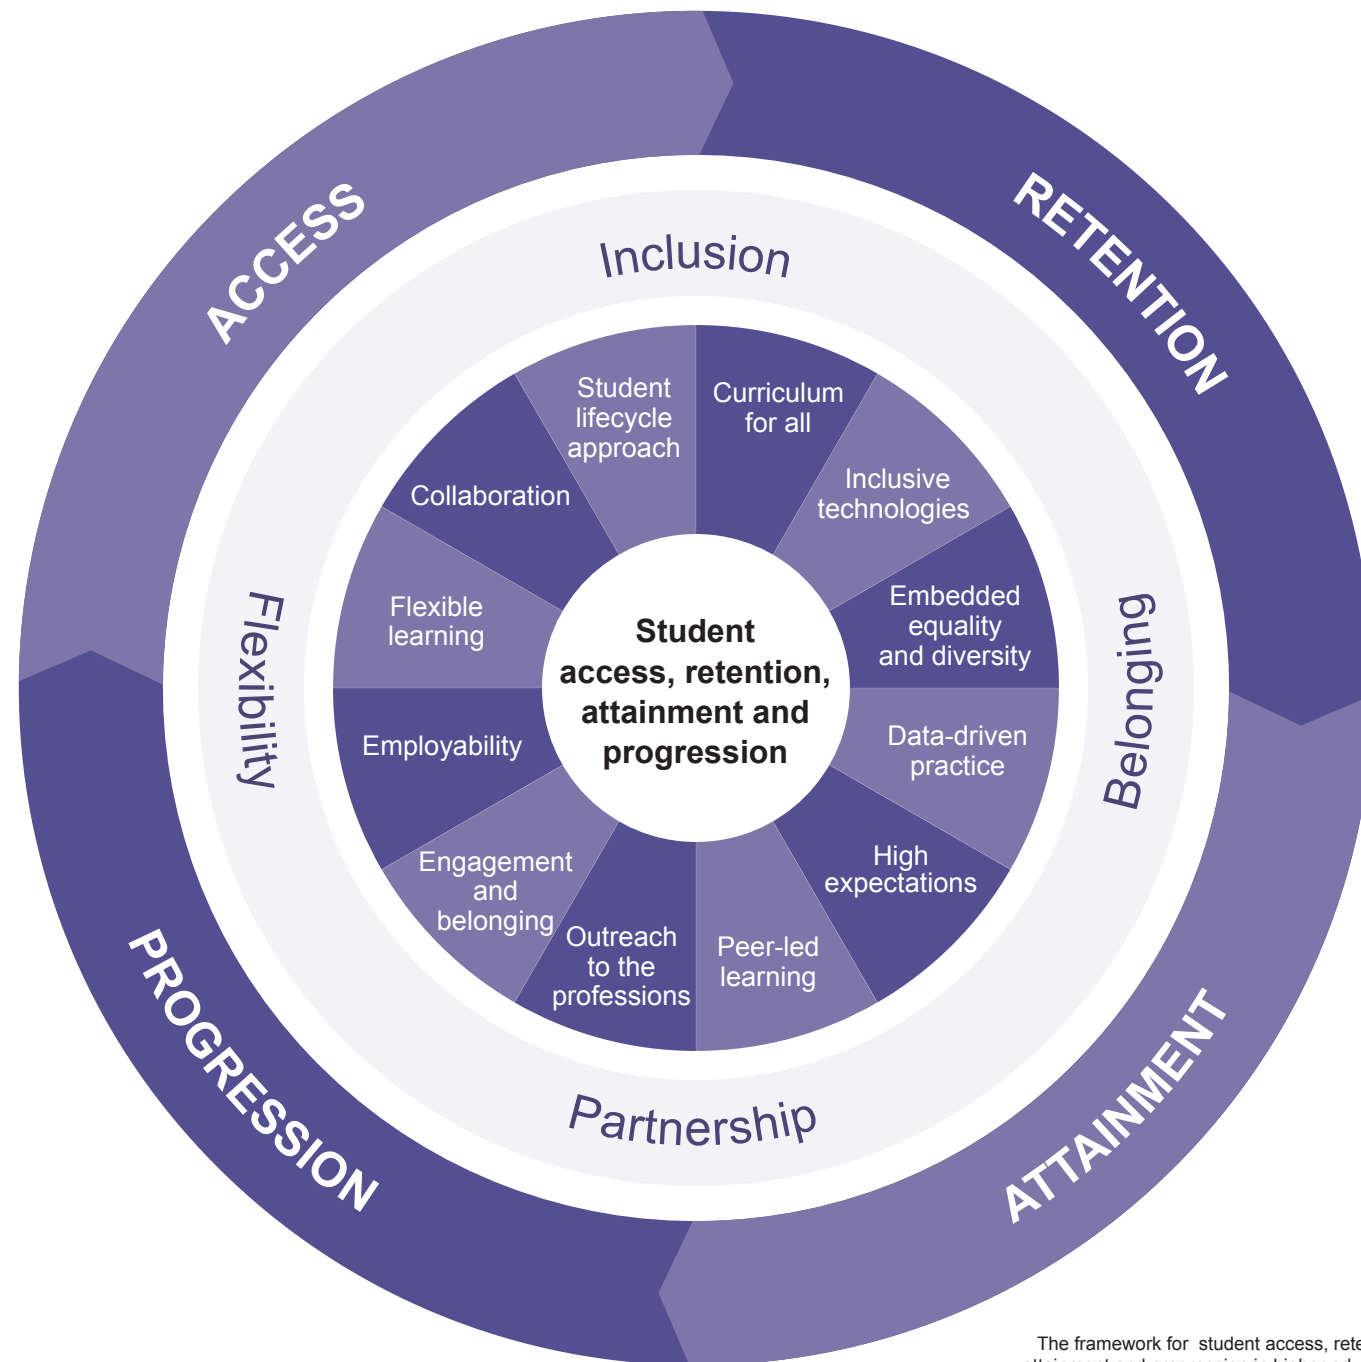 ACCESS
RETENTION
ATTAINMENT
PROGRESSION
Inclusion
Belonging
Partnership
Flexibility
Student
lifecycle
approach
Curriculum
for all
Inclusive
technologies
Embedded
equality
and diversity
Data-driven
practice
High
expectations
Peer-led
learning
Outreach
to the
professions
Engagement
and
belonging
Employability
Flexible
learning
Collaboration
Student
access, retention,
attainment and
progression
The framework for student access,